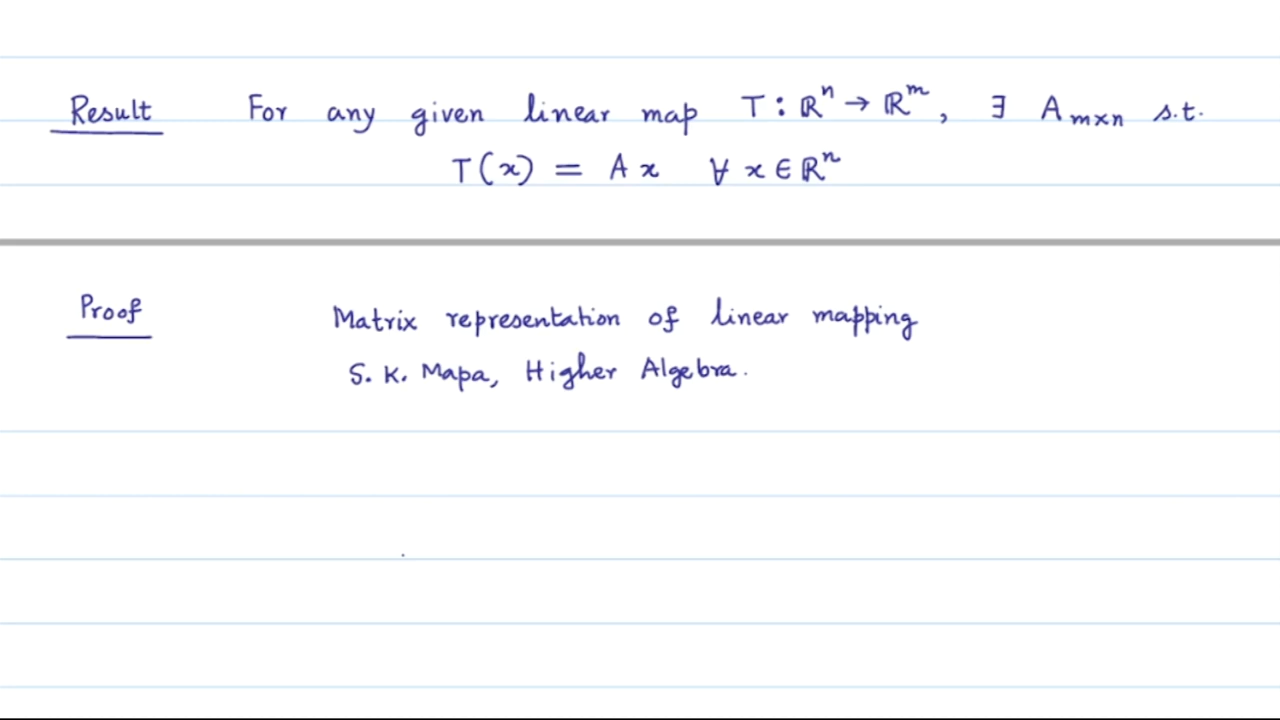 Result For any given linear map T : ℝⁿ → ℝᵐ, ∃ Aₘₓₙ s.t.
T(x) = Ax ∀ x ∈ ℝⁿ
Proof Matrix representation of linear mapping
S. K. Mapa, Higher Algebra.